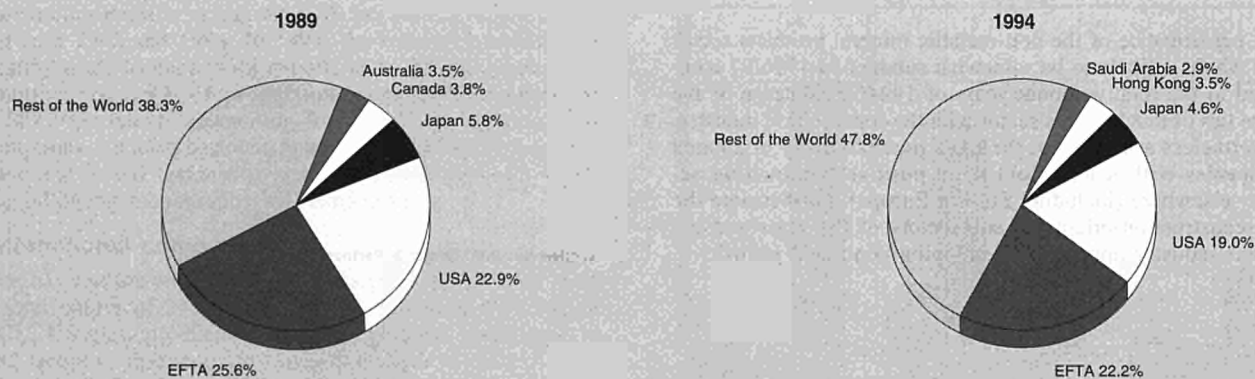 1989
Australia 3.5%
Canada 3.8%
Rest of the World 38.3%
Japan 5.8%
USA 22.9%
EFTA 25.6%
1994
Saudi Arabia 2.9%
Hong Kong 3.5%
Japan 4.6%
Rest of the World 47.8%
USA 19.0%
EFTA 22.2%